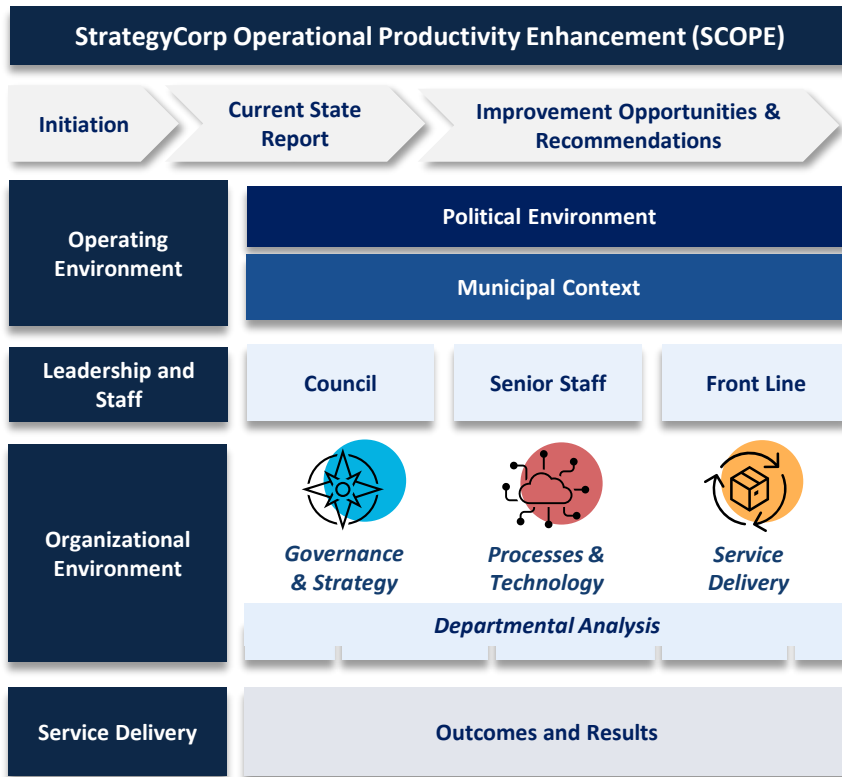 StrategyCorp Operational Productivity Enhancement (SCOPE)
Initiation
Current State
Report
Improvement Opportunities &
Recommendations
Operating
Environment
Political Environment
Municipal Context
Leadership and
Staff
Council
Senior Staff
Front Line
Organizational
Environment
Governance
& Strategy
Processes &
Technology
Service
Delivery
Departmental Analysis
Service Delivery
Outcomes and Results